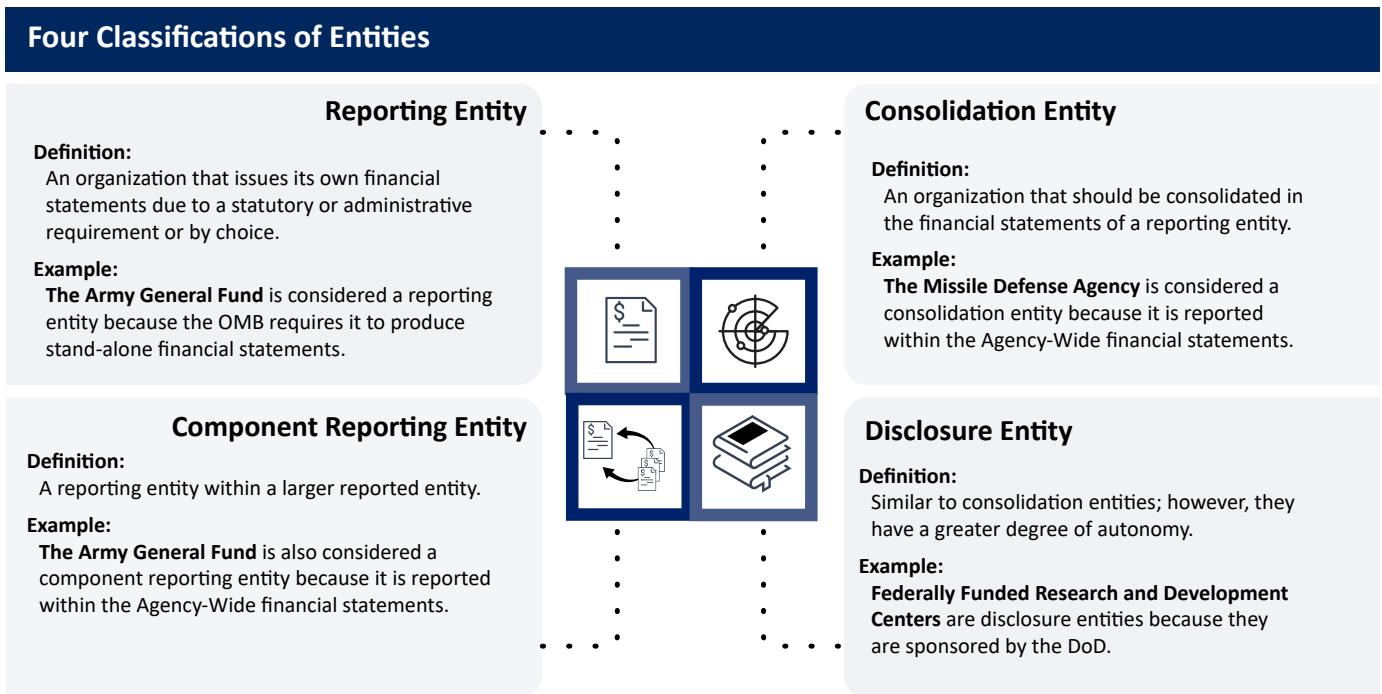 Four Classifications of Entities
Reporting Entity
Definition:
An organization that issues its own financial
statements due to a statutory or administrative
requirement or by choice.
Example:
The Army General Fund is considered a reporting
entity because the OMB requires it to produce
stand-alone financial statements.
Consolidation Entity
Definition:
An organization that should be consolidated in
the financial statements of a reporting entity.
Example:
The Missile Defense Agency is considered a
consolidation entity because it is reported
within the Agency-Wide financial statements.
Component Reporting Entity
Definition:
A reporting entity within a larger reported entity.
Example:
The Army General Fund is also considered a
component reporting entity because it is reported
within the Agency-Wide financial statements.
Disclosure Entity
Definition:
Similar to consolidation entities; however, they
have a greater degree of autonomy.
Example:
Federally Funded Research and Development
Centers are disclosure entities because they
are sponsored by the DoD.